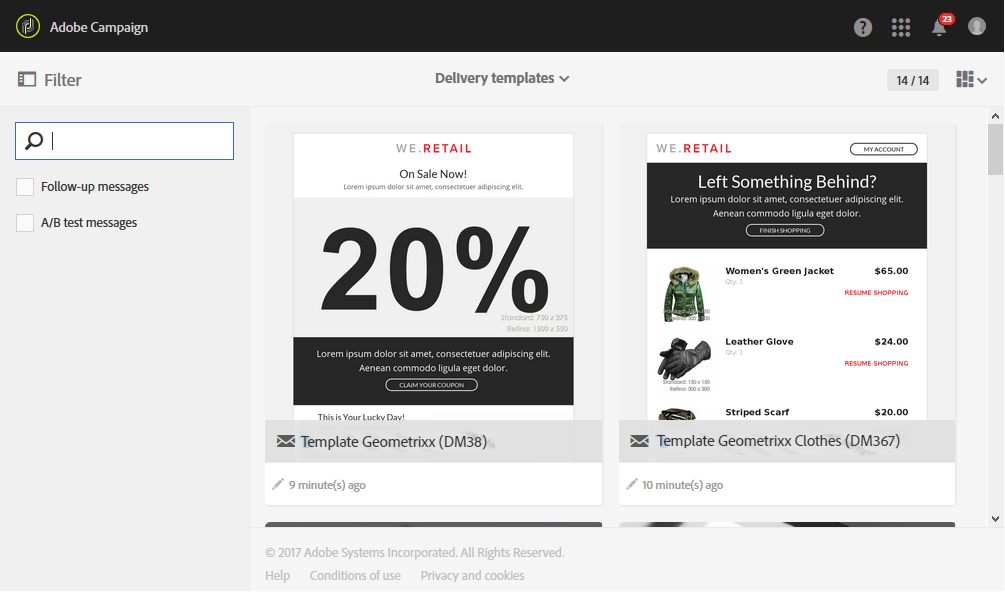 Adobe Campaign
?
23
Filter
Delivery templates
14 / 14
Follow-up messages
A/B test messages
WE.RETAIL
On Sale Now!
Lorem ipsum dolor sit amet, consectetuer adipiscing elit.
20%
Standard: 750 x 275
Retina: 1500 x 550
Lorem ipsum dolor sit amet, consectetuer adipiscing elit.
Aenean commodo ligula eget dolor.
CLAIM YOUR COUPON
This is Your Lucky Day!
Template Geometrixx (DM38)
9 minute(s) ago
WE.RETAIL
MY ACCOUNT
Left Something Behind?
Lorem ipsum dolor sit amet, consectetuer adipiscing elit.
Aenean commodo ligula eget dolor.
FINISH SHOPPING
Women's Green Jacket
$65.00
Qty: 1
RESUME SHOPPING
Leather Glove
$24.00
Qty: 1
RESUME SHOPPING
Standard: 150 x 150
Retina: 300 x 300
Striped Scarf
$20.00
Template Geometrixx Clothes (DM367)
10 minute(s) ago
© 2017 Adobe Systems Incorporated. All Rights Reserved.
Help
Conditions of use
Privacy and cookies